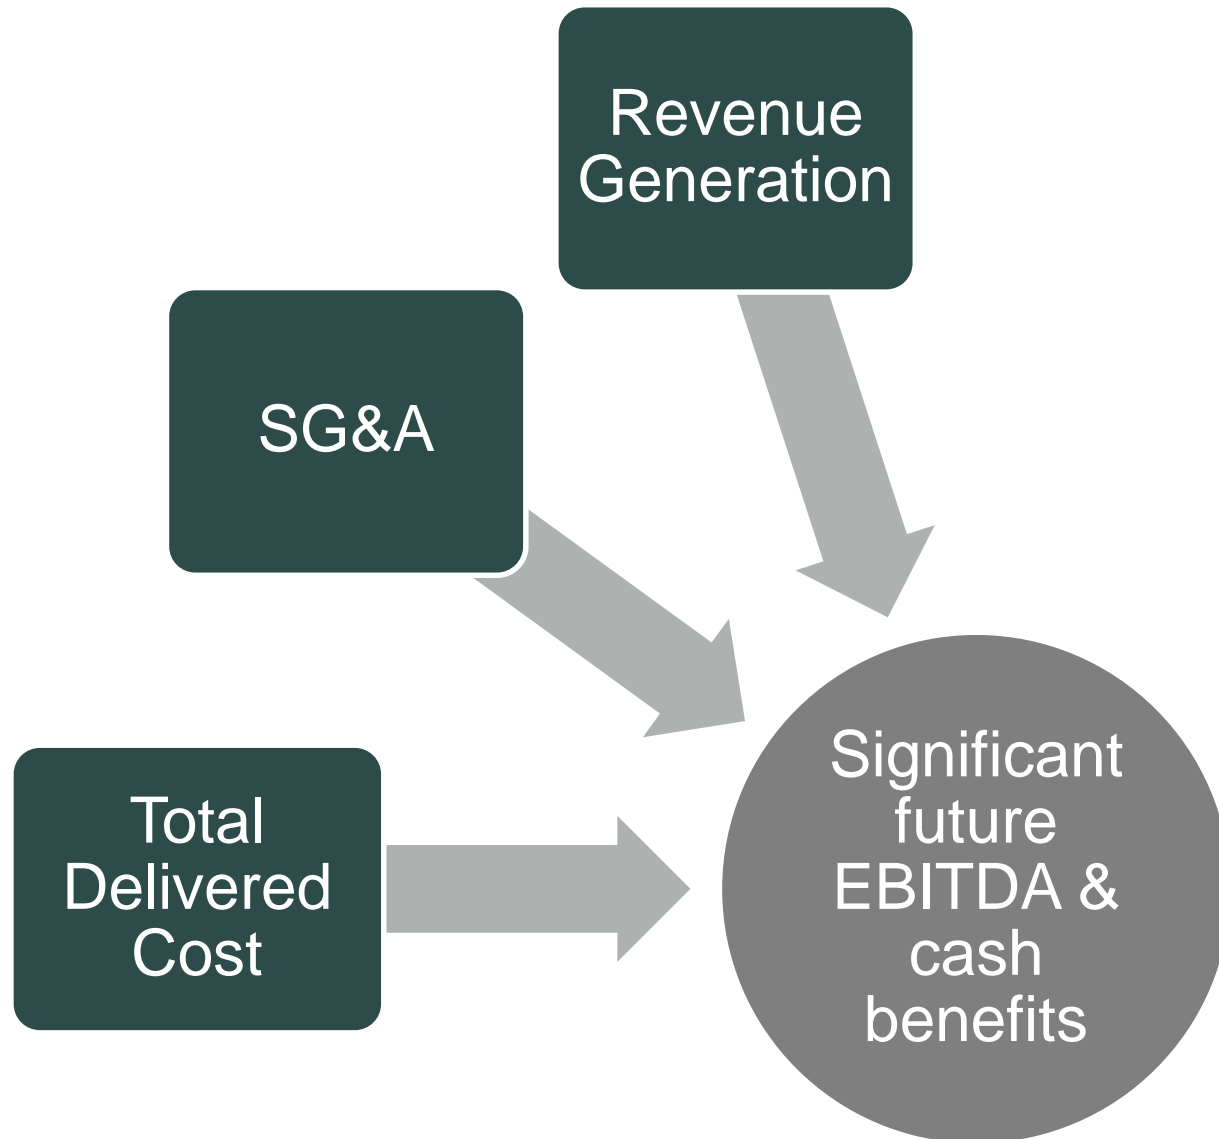 Revenue
Generation
SG&A
Total
Delivered
Cost
Significant
future
EBITDA &
cash
benefits